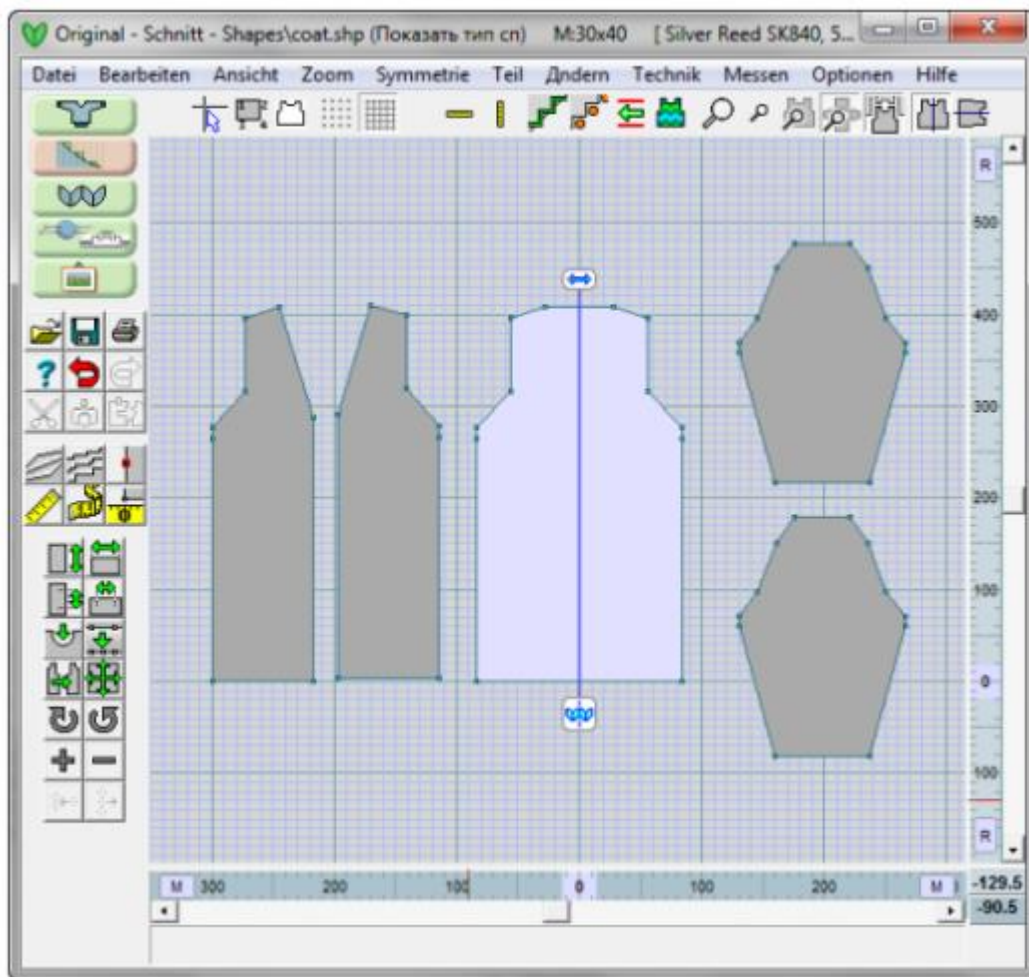 Original - Schnitt - Shapes\coat.shp (Показать тип сп) M:30x40 [ Silver Reed SK840, 5...
Datei Bearbeiten Ansicht Zoom Symmetrie Teil Дndern Technik Messen Optionen Hilfe
R
500
400
300
200
100
0
100
R
M 300 200 100 0 100 200 M
-129.5
-90.5